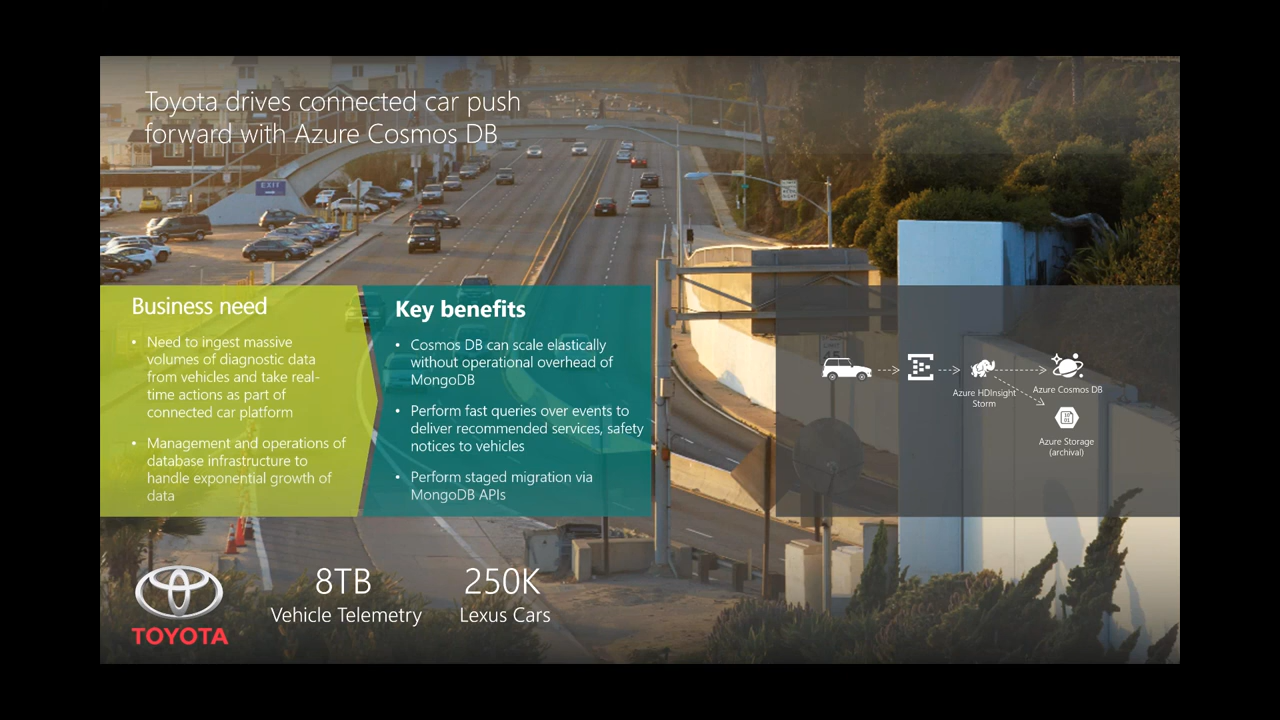 Toyota drives connected car push
forward with Azure Cosmos DB
EXIT
Business need
• Need to ingest massive
volumes of diagnostic data
from vehicles and take real-
time actions as part of
connected car platform
• Management and operations of
database infrastructure to
handle exponential growth of
data
Key benefits
• Cosmos DB can scale elastically
without operational overhead of
MongoDB
• Perform fast queries over events to
deliver recommended services, safety
notices to vehicles
• Perform staged migration via
MongoDB APIs
Azure HDInsight
Storm
Azure Cosmos DB
10
01
Azure Storage
(archival)
TOYOTA
8TB
Vehicle Telemetry
250K
Lexus Cars